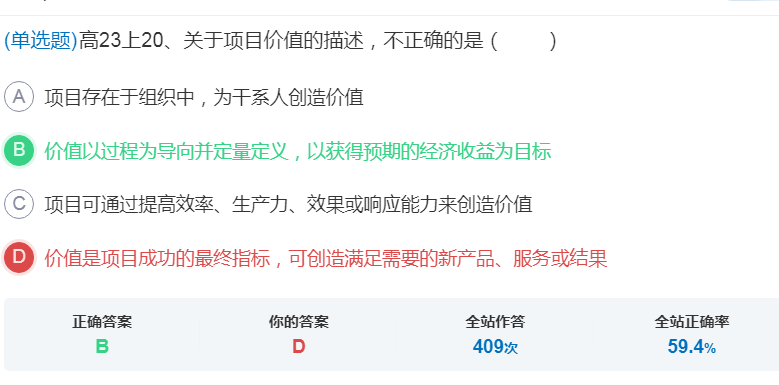 (单选题)高23上20、关于项目价值的描述，不正确的是（　　）
A 项目存在于组织中，为干系人创造价值
B 价值以过程为导向并定量定义，以获得预期的经济收益为目标
C 项目可通过提高效率、生产力、效果或响应能力来创造价值
D 价值是项目成功的最终指标，可创造满足需要的新产品、服务或结果
正确答案 你的答案 全站作答 全站正确率
B D 409次 59.4%